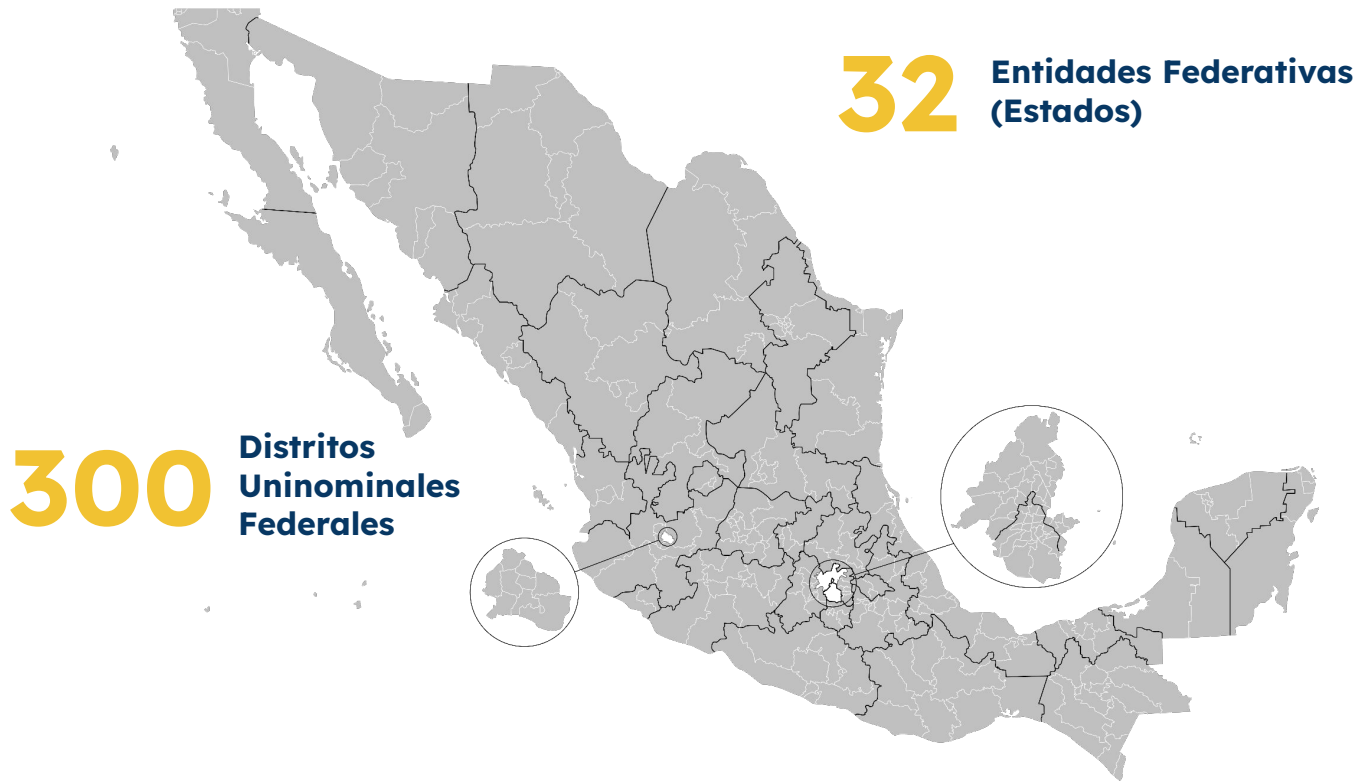 32
Entidades Federativas
(Estados)
300
Distritos
Uninominales
Federales